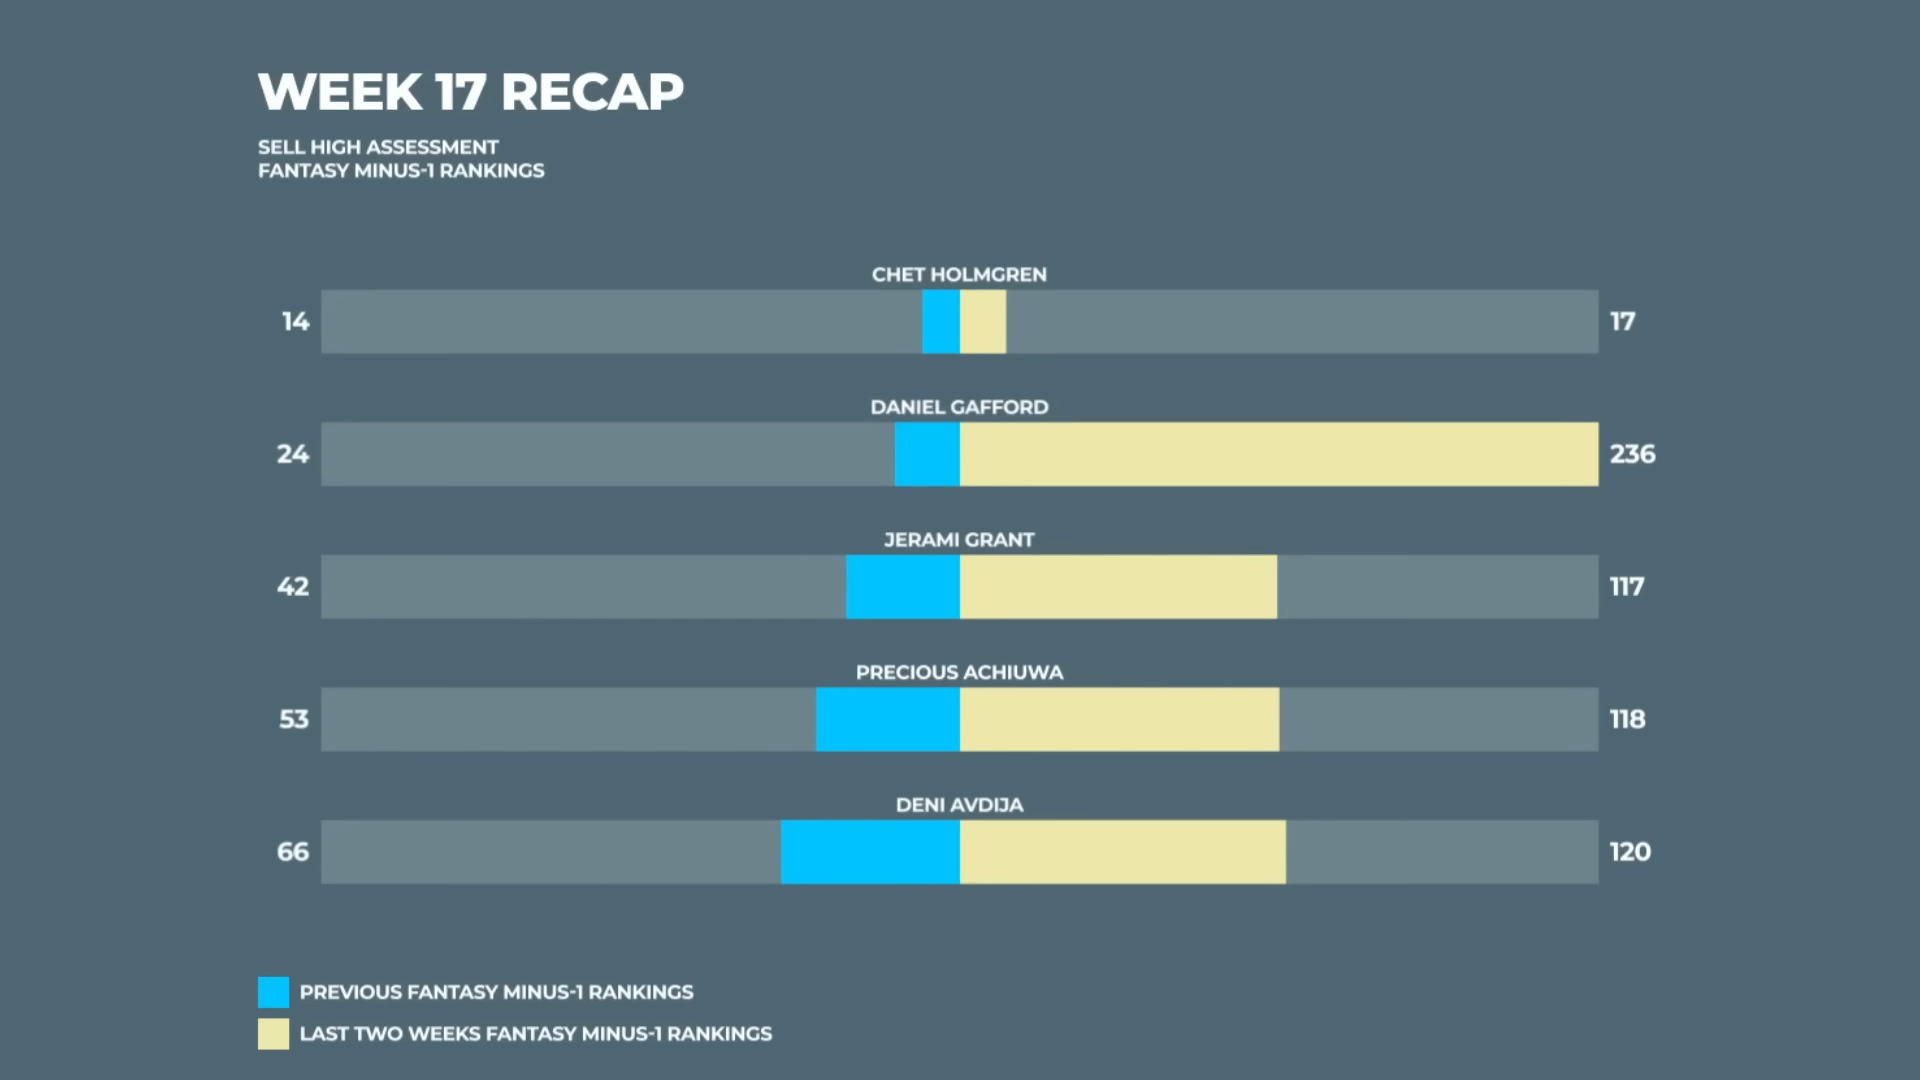 WEEK 17 RECAP
SELL HIGH ASSESSMENT
FANTASY MINUS-1 RANKINGS
CHET HOLMGREN
14
17
DANIEL GAFFORD
24
236
JERAMI GRANT
42
117
PRECIOUS ACHIUWA
53
118
DENI AVDIJA
66
120
PREVIOUS FANTASY MINUS-1 RANKINGS
LAST TWO WEEKS FANTASY MINUS-1 RANKINGS